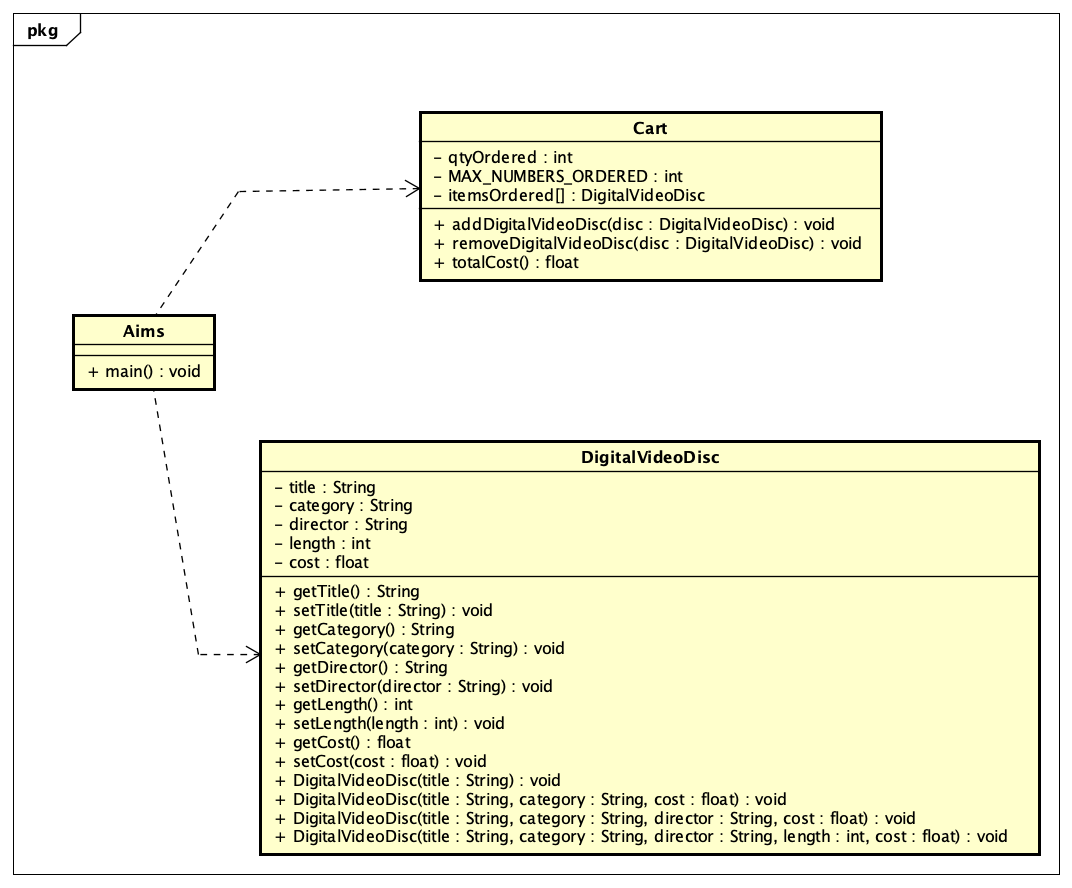 pkg
Cart
- qtyOrdered : int
- MAX_NUMBERS_ORDERED : int
- itemsOrdered[] : DigitalVideoDisc
+ addDigitalVideoDisc(disc : DigitalVideoDisc) : void
+ removeDigitalVideoDisc(disc : DigitalVideoDisc) : void
+ totalCost() : float
Aims
+ main() : void
DigitalVideoDisc
- title : String
- category : String
- director : String
- length : int
- cost : float
+ getTitle() : String
+ setTitle(title : String) : void
+ getCategory() : String
+ setCategory(category : String) : void
+ getDirector() : String
+ setDirector(director : String) : void
+ getLength() : int
+ setLength(length : int) : void
+ getCost() : float
+ setCost(cost : float) : void
+ DigitalVideoDisc(title : String) : void
+ DigitalVideoDisc(title : String, category : String, cost : float) : void
+ DigitalVideoDisc(title : String, category : String, director : String, cost : float) : void
+ DigitalVideoDisc(title : String, category : String, director : String, length : int, cost : float) : void